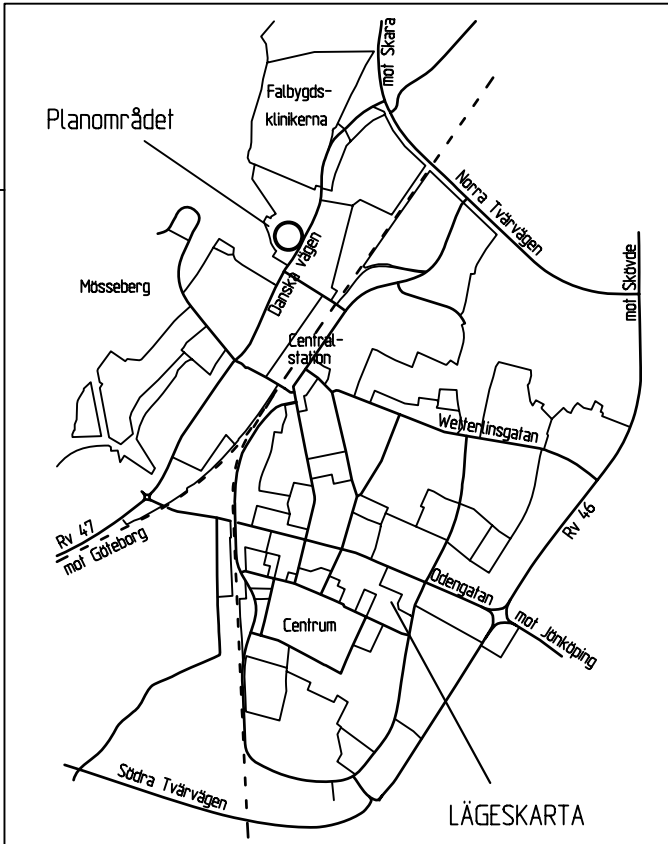 mot Skara
Falbygds-
klinikerna
Planområdet
Norra Tvärvägen
Danska vägen
Mösseberg
mot Skövde
Central-
station
Wetterlinsgatan
Rv 46
Rv 47
mot Göteborg
Odengatan
mot Jönköping
Centrum
Södra Tvärvägen
LÄGESKARTA